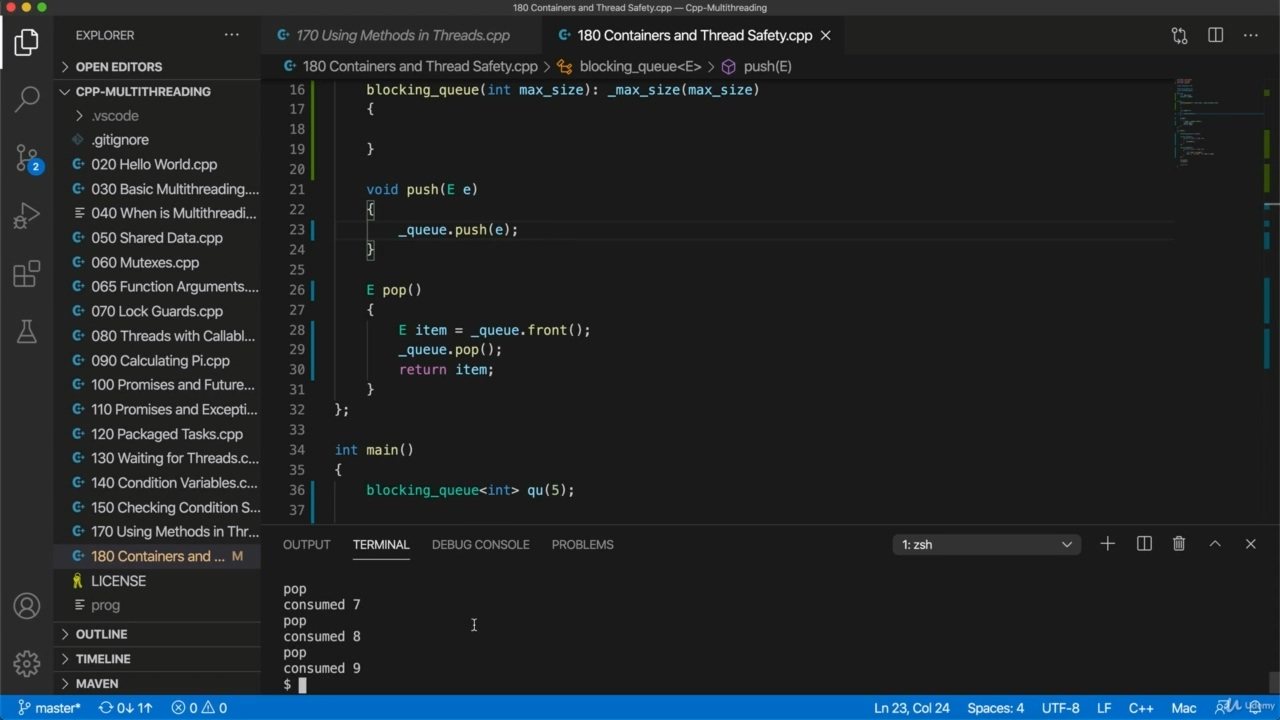 180 Containers and Thread Safety.cpp — Cpp-Multithreading
EXPLORER
170 Using Methods in Threads.cpp
180 Containers and Thread Safety.cpp
180 Containers and Thread Safety.cpp > blocking_queue<E> > push(E)
OPEN EDITORS
CPP-MULTITHREADING
.vscode
.gitignore
020 Hello World.cpp
030 Basic Multithreading....
040 When is Multithreadi...
050 Shared Data.cpp
060 Mutexes.cpp
065 Function Arguments....
070 Lock Guards.cpp
080 Threads with Callabl...
090 Calculating Pi.cpp
100 Promises and Future...
110 Promises and Excepti...
120 Packaged Tasks.cpp
130 Waiting for Threads.c...
140 Condition Variables.c...
150 Checking Condition S...
170 Using Methods in Thr...
180 Containers and ... M
LICENSE
prog
OUTLINE
TIMELINE
MAVEN
2
16 blocking_queue(int max_size): _max_size(max_size)
17 {
18
19 }
20
21 void push(E e)
22 {
23 _queue.push(e);
24 }
25
26 E pop()
27 {
28 E item = _queue.front();
29 _queue.pop();
30 return item;
31 }
32 };
33
34 int main()
35 {
36 blocking_queue<int> qu(5);
37
OUTPUT TERMINAL DEBUG CONSOLE PROBLEMS 1: zsh
pop
consumed 7
pop
consumed 8
pop
consumed 9
$
master* 0↓ 1↑ 0 0 Ln 23, Col 24 Spaces: 4 UTF-8 LF C++ Mac
Udemy